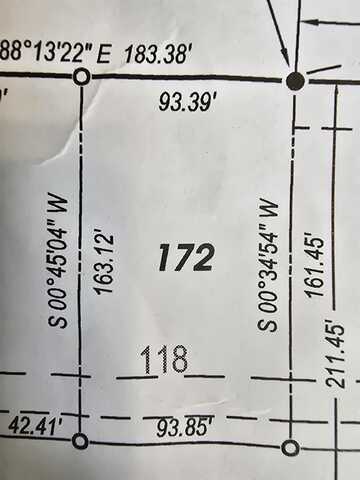 88°13'22" E 183.38'
93.39'
S 00°45'04" W
163.12'
172
S 00°34'54" W
161.45'
211.45'
118
42.41'
93.85'